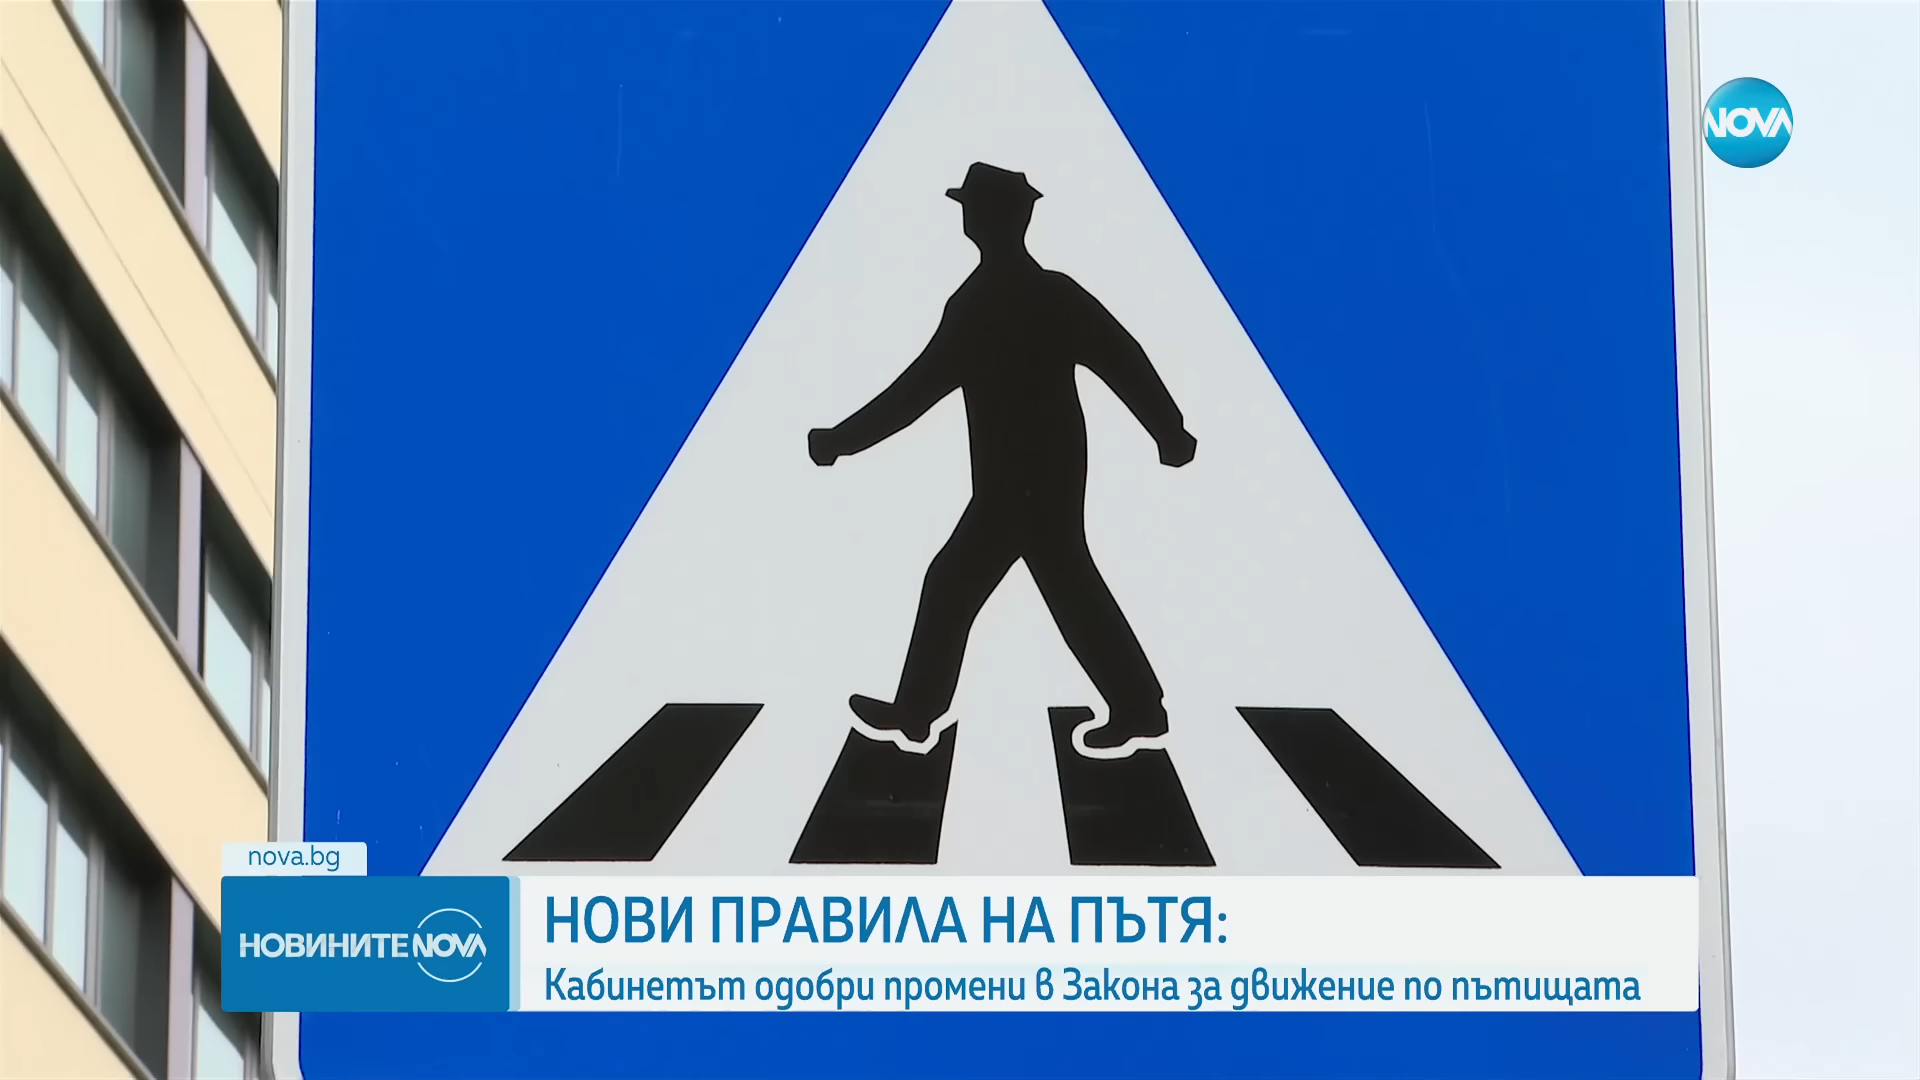 NOVA
nova.bg
НОВИНИТЕ NOVA
НОВИ ПРАВИЛА НА ПЪТЯ:
Кабинетът одобри промени в Закона за движение по пътищата